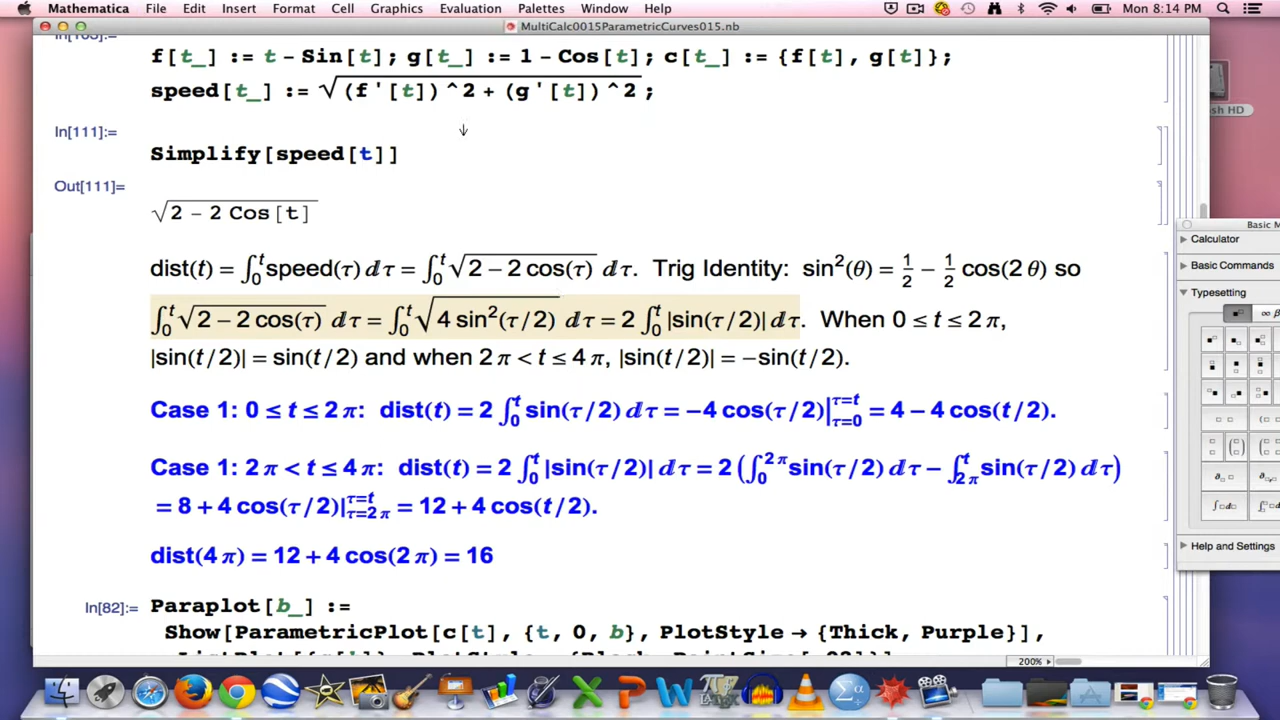 Mathematica File Edit Insert Format Cell Graphics Evaluation Palettes Window Help Mon 8:14 PM
MultiCalc0015ParametricCurves015.nb
f[t_] := t - Sin[t]; g[t_] := 1 - Cos[t]; c[t_] := {f[t], g[t]};
speed[t_] := √(f'[t])^2 + (g'[t])^2 ;
In[111]:=
Simplify[speed[t]]
Out[111]=
√2 - 2 Cos[t]
dist(t) = ∫₀ᵗ speed(τ) dτ = ∫₀ᵗ √2 − 2 cos(τ) dτ. Trig Identity: sin²(θ) = 1/2 − 1/2 cos(2 θ) so
∫₀ᵗ √2 − 2 cos(τ) dτ = ∫₀ᵗ √4 sin²(τ/2) dτ = 2 ∫₀ᵗ |sin(τ/2)| dτ. When 0 ≤ t ≤ 2 π,
|sin(t/2)| = sin(t/2) and when 2 π < t ≤ 4 π, |sin(t/2)| = −sin(t/2).
Case 1: 0 ≤ t ≤ 2 π: dist(t) = 2 ∫₀ᵗ sin(τ/2) dτ = −4 cos(τ/2)|τ=t τ=0 = 4 − 4 cos(t/2).
Case 1: 2 π < t ≤ 4 π: dist(t) = 2 ∫₀ᵗ |sin(τ/2)| dτ = 2 (∫₀^2π sin(τ/2) dτ − ∫2π^t sin(τ/2) dτ)
= 8 + 4 cos(τ/2)|τ=t τ=2π = 12 + 4 cos(t/2).
dist(4 π) = 12 + 4 cos(2 π) = 16
In[82]:= Paraplot[b_] :=
Show[ParametricPlot[c[t], {t, 0, b}, PlotStyle → {Thick, Purple}],
200%
Basic M
Calculator
Basic Commands
Typesetting
Help and Settings